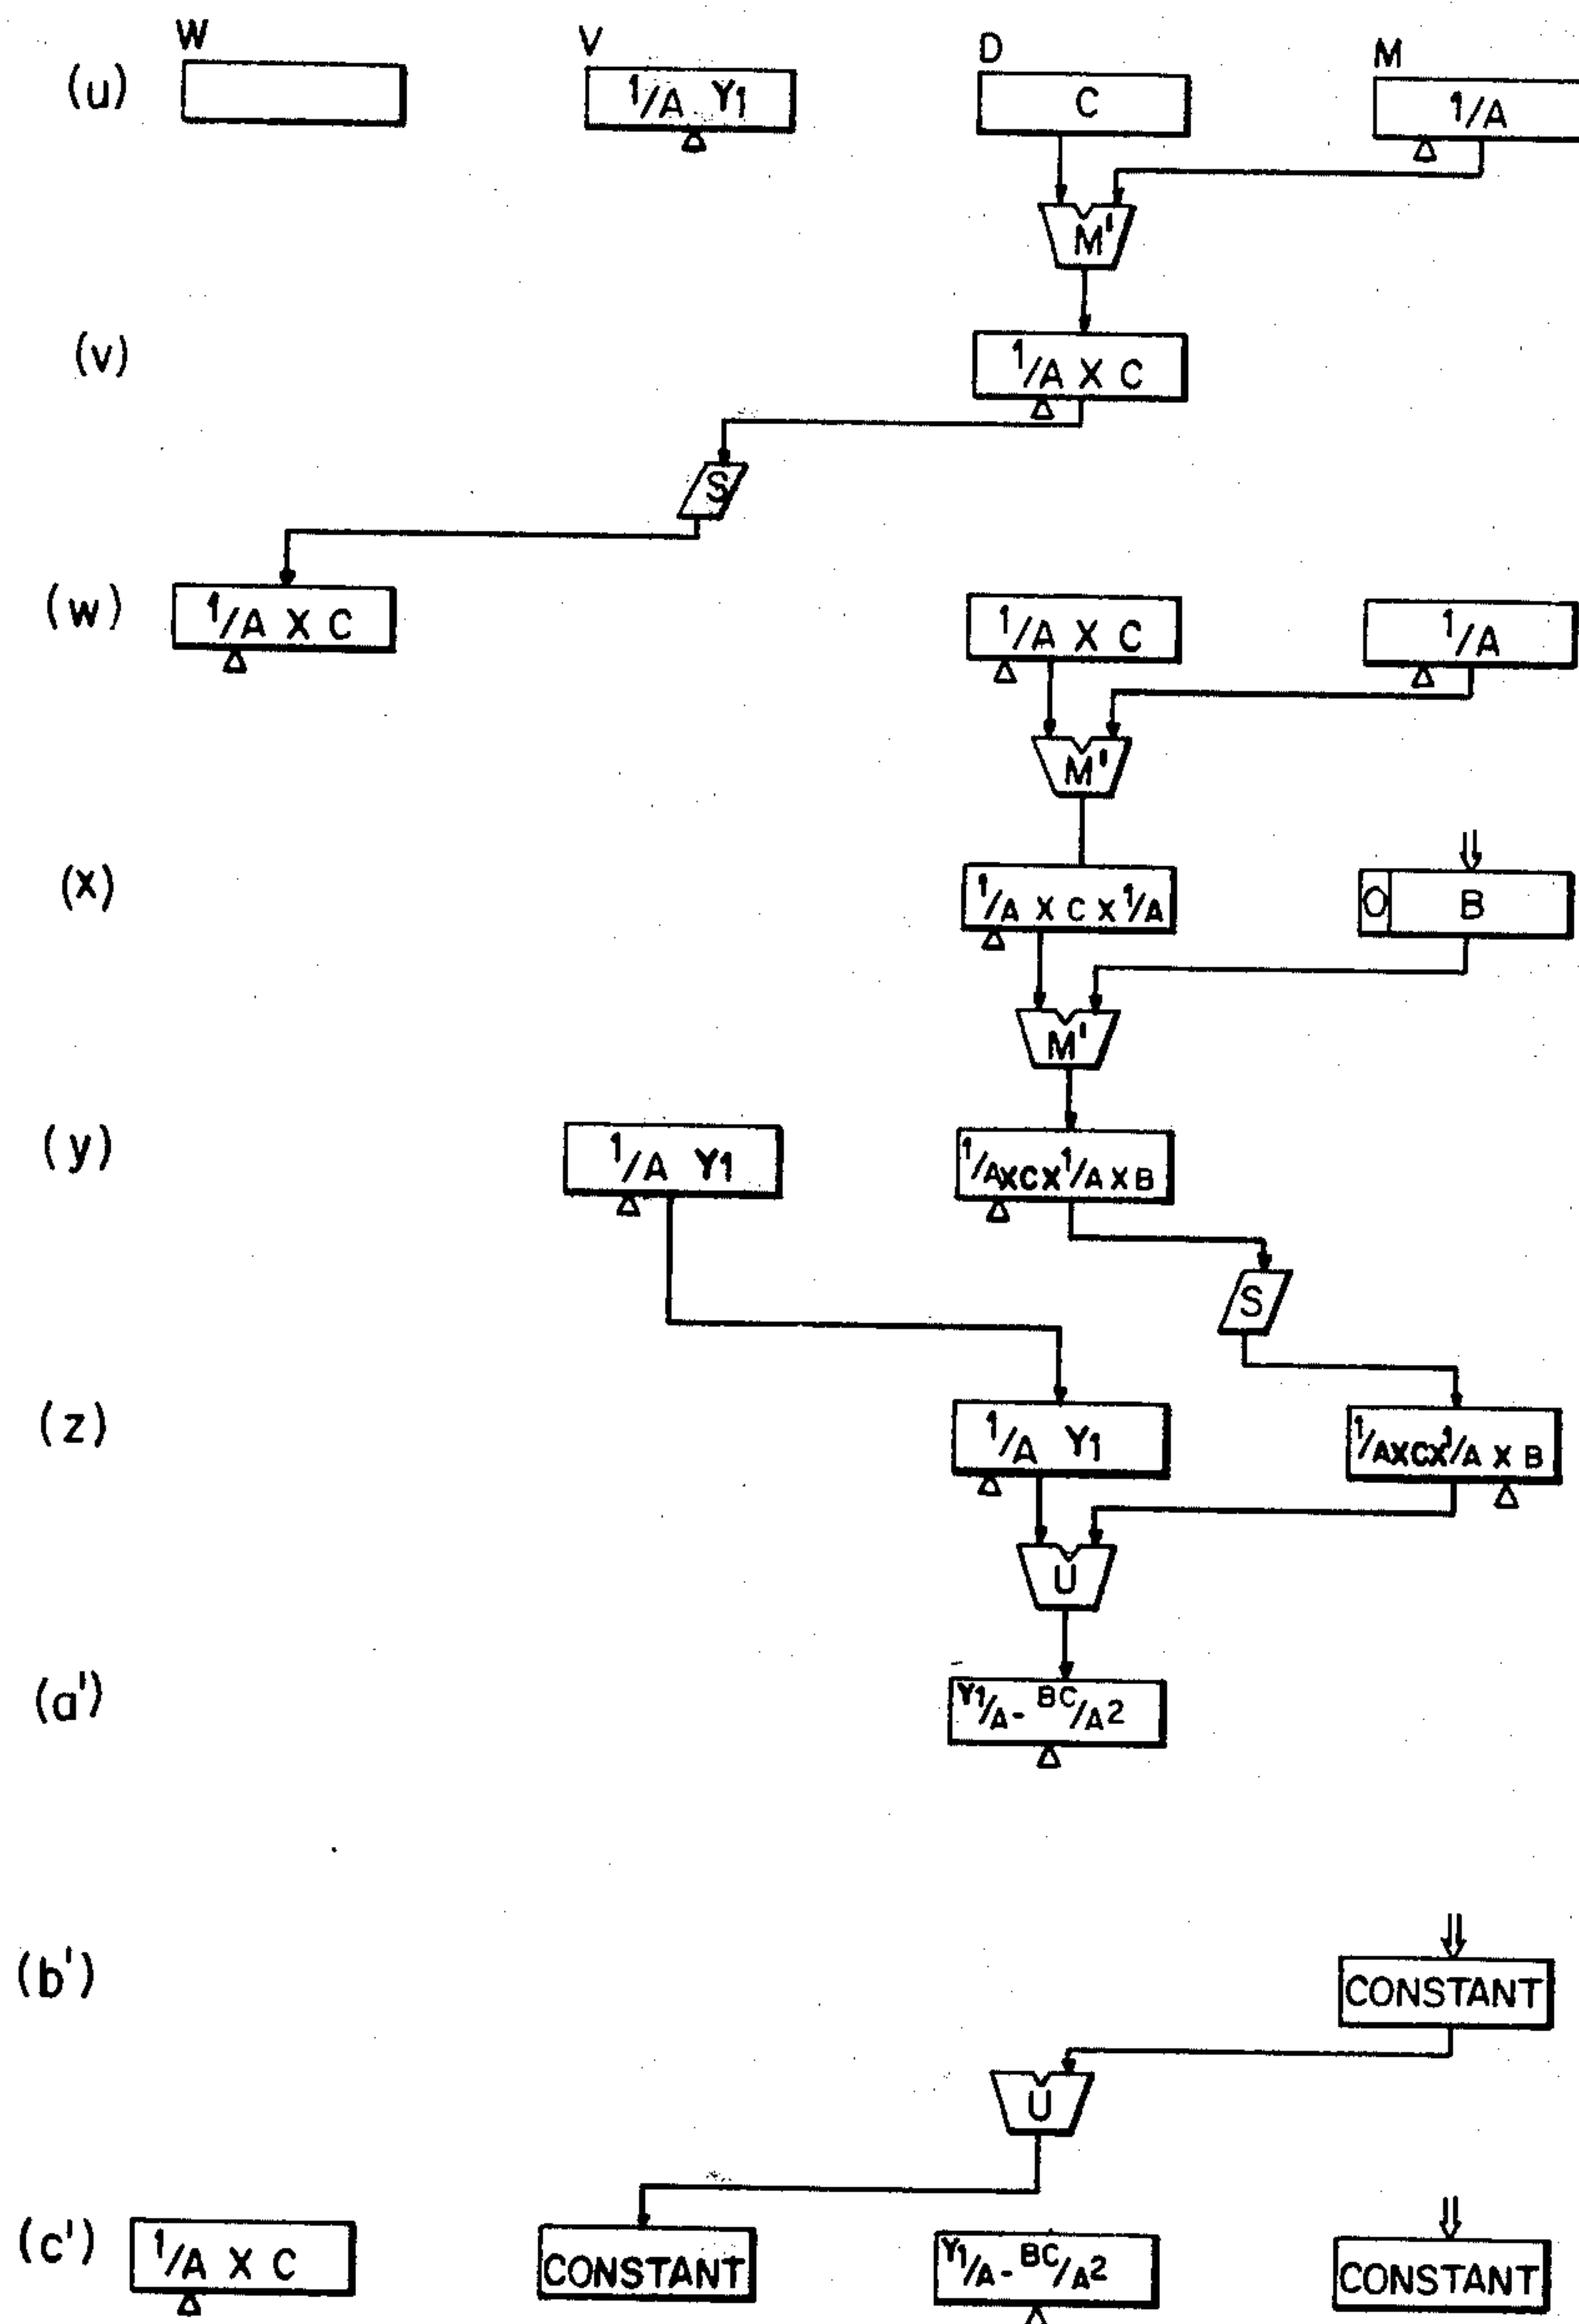 W V D M
(u) 1/A Y1 C 1/A
M'
(v) 1/A X C
S
(w) 1/A X C 1/A X C 1/A
M'
(x) 1/A X C X 1/A O B
M'
(y) 1/A Y1 1/AXCX1/A X B
S
(z) 1/A Y1 1/AXCX1/A X B
U
(a') Y1/A - BC/A2
(b') CONSTANT
U
(c') 1/A X C CONSTANT Y1/A - BC/A2 CONSTANT